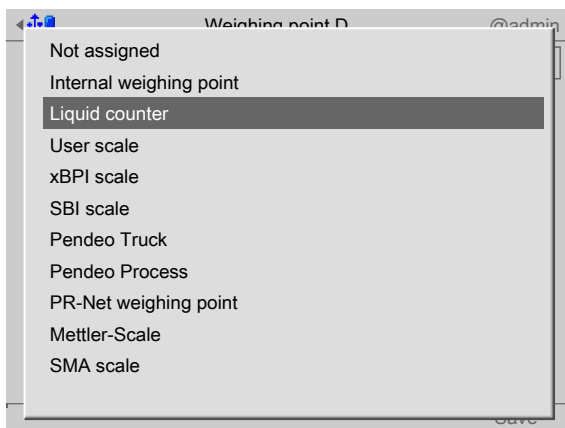 Weighing point D @admin
Not assigned
Internal weighing point
Liquid counter
User scale
xBPI scale
SBI scale
Pendeo Truck
Pendeo Process
PR-Net weighing point
Mettler-Scale
SMA scale
Save